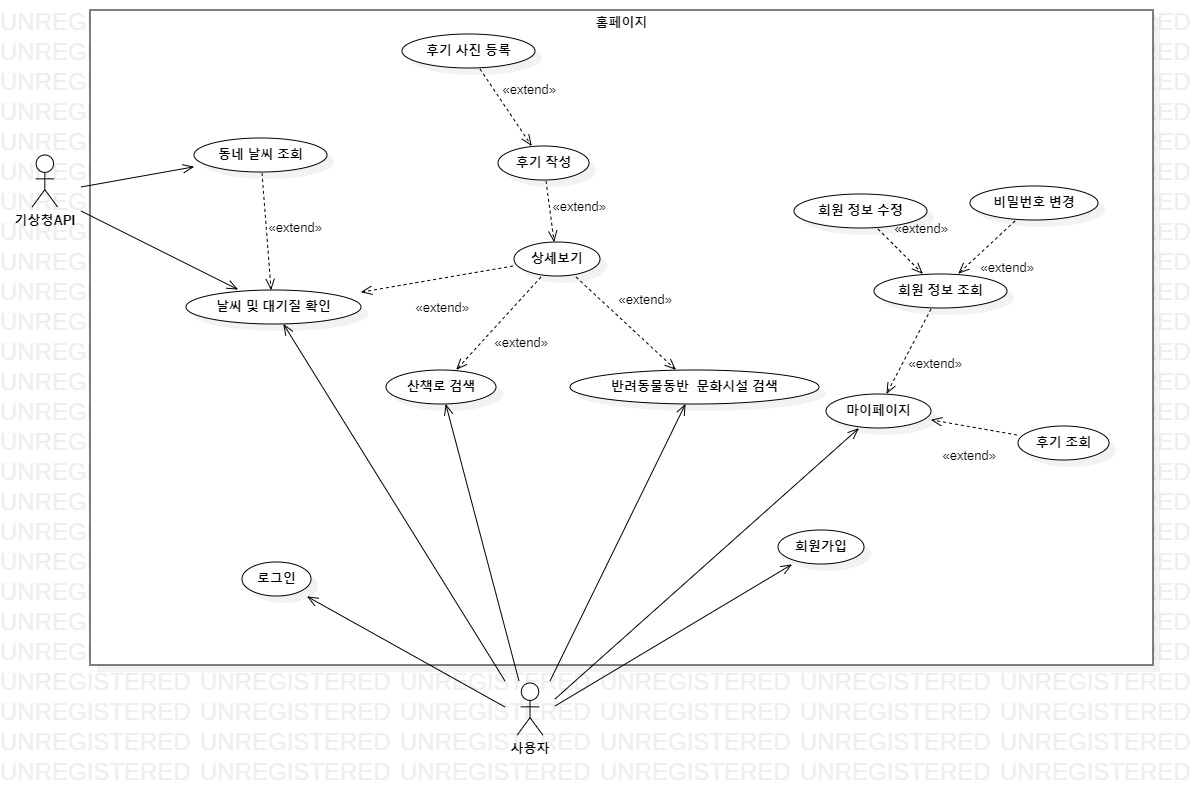 홈페이지
후기 사진 등록
«extend»
동네 날씨 조회
후기 작성
기상청API
«extend»
회원 정보 수정
비밀번호 변경
«extend»
«extend»
상세보기
«extend»
회원 정보 조회
날씨 및 대기질 확인
«extend»
«extend»
«extend»
«extend»
산책로 검색
반려동물동반 문화시설 검색
마이페이지
후기 조회
«extend»
회원가입
로그인
사용자
UNREGISTERED UNREGISTERED UNREGISTERED UNREGISTERED UNREGISTERED UNREGISTERED
UNREGISTERED UNREGISTERED UNREGISTERED UNREGISTERED UNREGISTERED UNREGISTERED
UNREGISTERED UNREGISTERED UNREGISTERED UNREGISTERED UNREGISTERED UNREGISTERED
UNREGISTERED UNREGISTERED UNREGISTERED UNREGISTERED UNREGISTERED UNREGISTERED